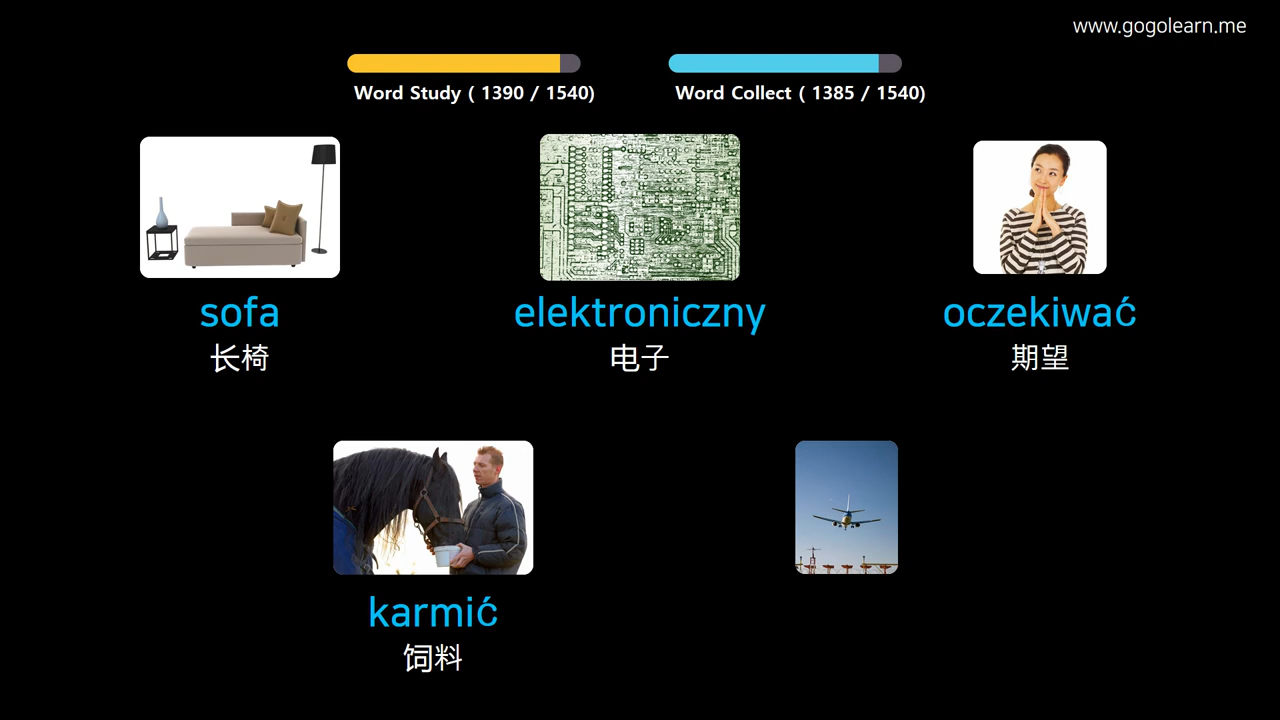 www.gogolearn.me
Word Study ( 1390 / 1540)
Word Collect ( 1385 / 1540)
sofa
长椅
elektroniczny
电子
oczekiwać
期望
karmić
饲料